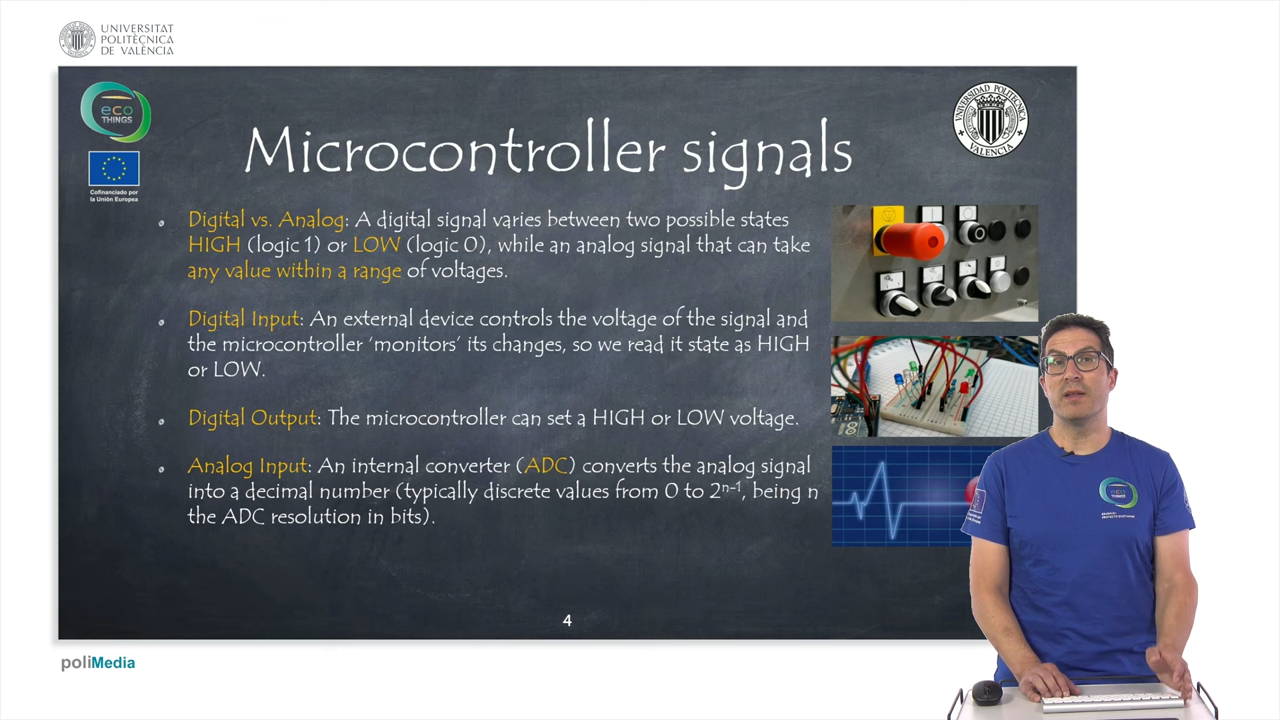 UNIVERSITAT
POLITÈCNICA
DE VALÈNCIA
eco
THINGS
Cofinanciado por
la Unión Europea
UNIVERSIDAD POLITECNICA
VALENCIA
Microcontroller signals
Digital vs. Analog: A digital signal varies between two possible states
HIGH (logic 1) or LOW (logic 0), while an analog signal that can take
any value within a range of voltages.
Digital Input: An external device controls the voltage of the signal and
the microcontroller ‘monitors’ its changes, so we read it state as HIGH
or LOW.
Digital Output: The microcontroller can set a HIGH or LOW voltage.
Analog Input: An internal converter (ADC) converts the analog signal
into a decimal number (typically discrete values from 0 to 2ⁿ⁻¹, being n
the ADC resolution in bits).
4
eco
THINGS
poliMedia